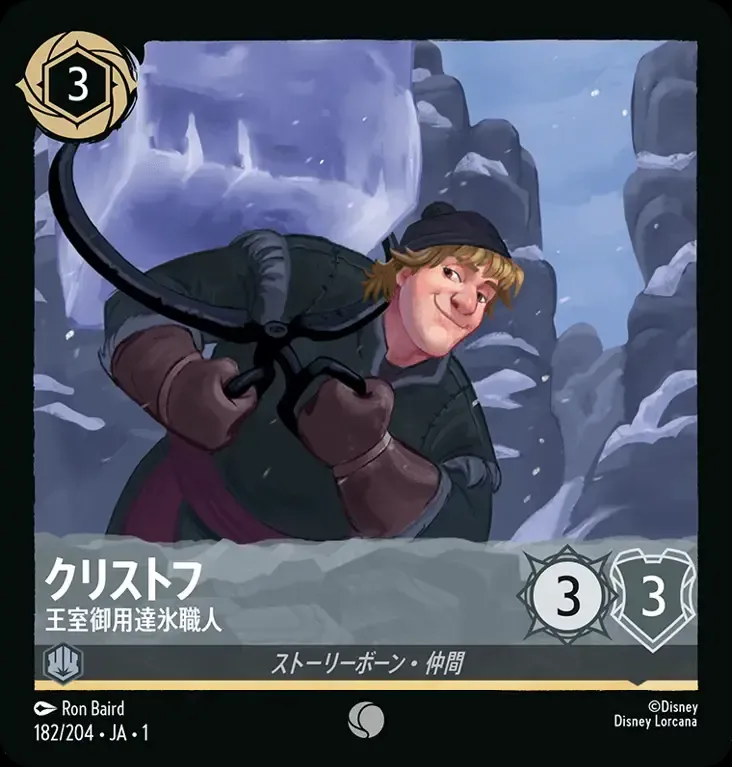 3
クリストフ
王室御用達氷職人
3
3
ストーリーボーン・仲間
Ron Baird
182/204・JA・1
©Disney
Disney Lorcana